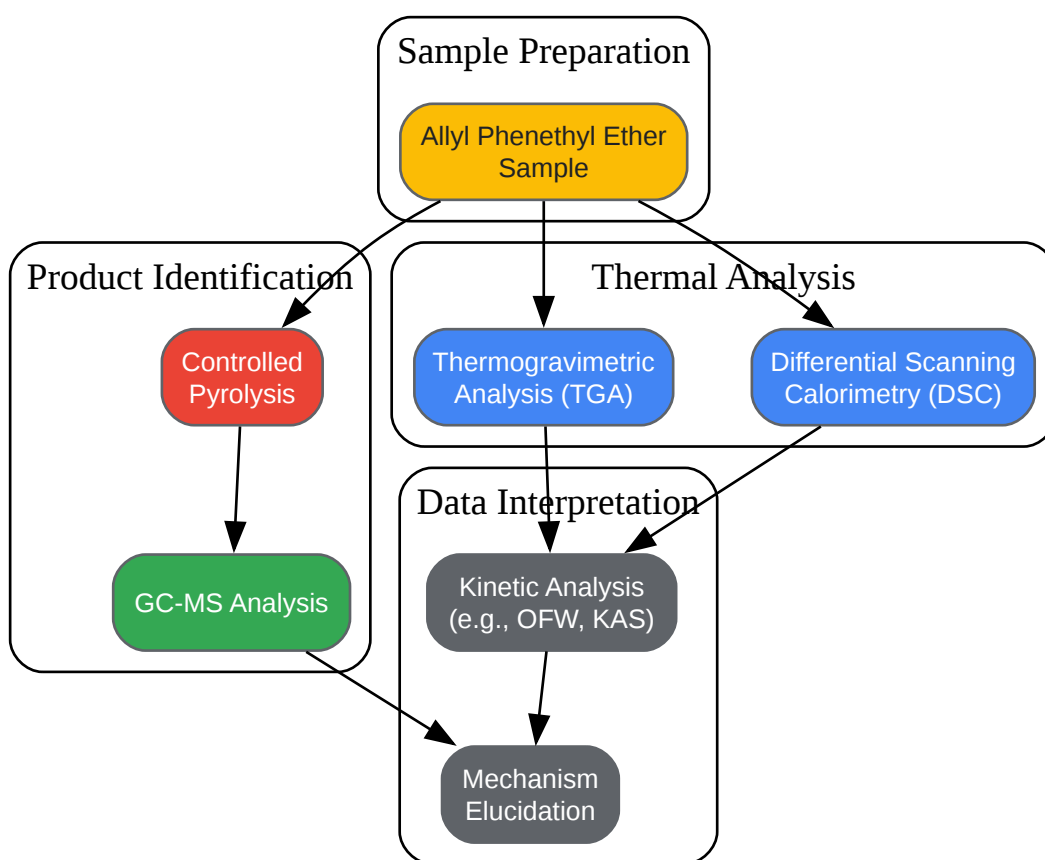 Sample Preparation
Allyl Phenethyl Ether
Sample
Product Identification
Thermal Analysis
Controlled
Pyrolysis
Thermogravimetric
Analysis (TGA)
Differential Scanning
Calorimetry (DSC)
Data Interpretation
GC-MS Analysis
Kinetic Analysis
(e.g., OFW, KAS)
Mechanism
Elucidation